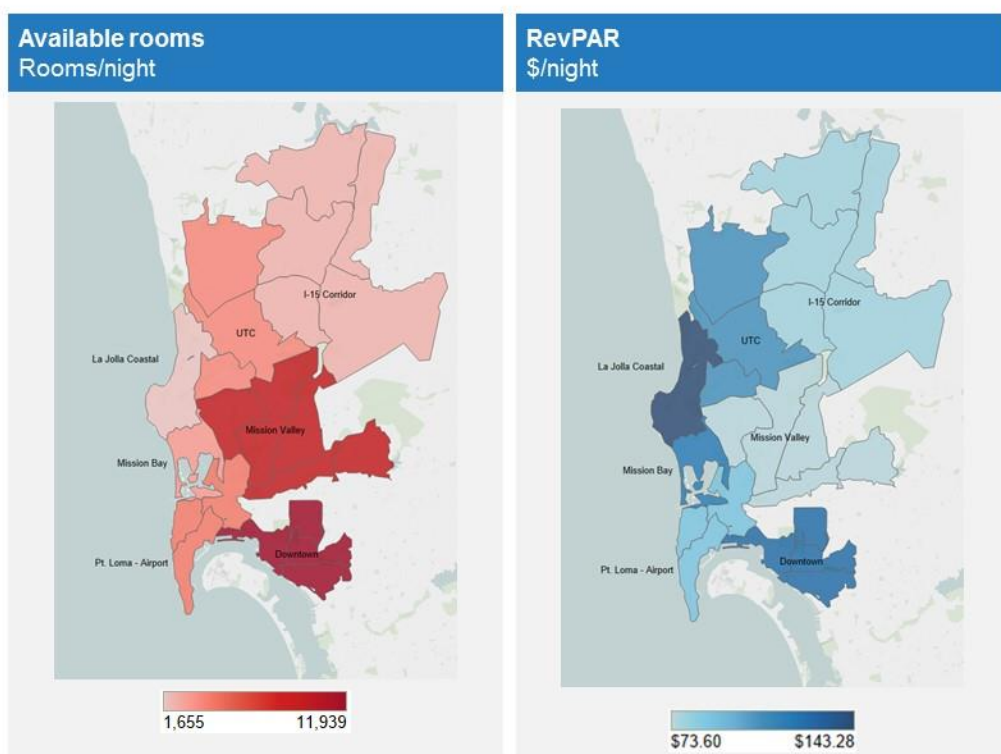 Available rooms
Rooms/night
I-15 Corridor
UTC
La Jolla Coastal
Mission Valley
Mission Bay
Downtown
Pt. Loma - Airport
1,655 11,939
RevPAR
$/night
I-15 Corridor
UTC
La Jolla Coastal
Mission Valley
Mission Bay
Downtown
Pt. Loma - Airport
$73.60 $143.28